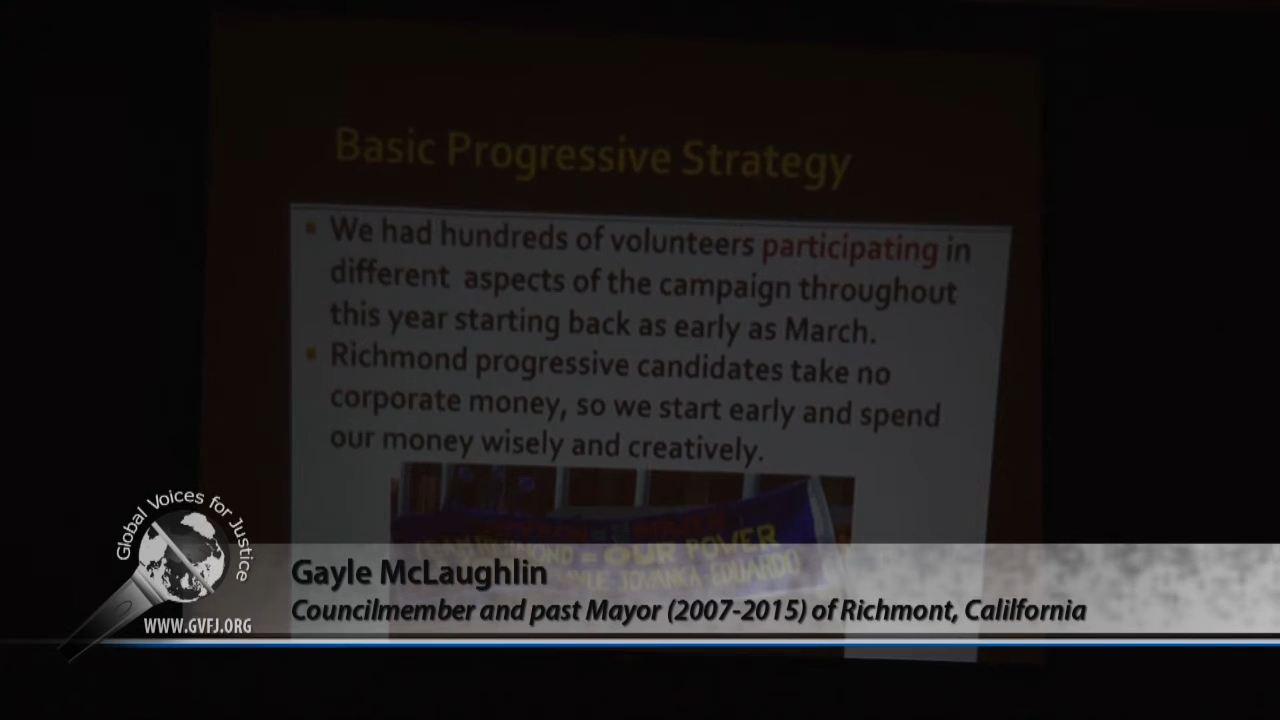 Basic Progressive Strategy
▪ We had hundreds of volunteers participating in
different aspects of the campaign throughout
this year starting back as early as March.
▪ Richmond progressive candidates take no
corporate money, so we start early and spend
our money wisely and creatively.
= OUR POWER
JOVANKA EDUARDO
Global Voices for Justice
WWW.GVFJ.ORG
Gayle McLaughlin
Councilmember and past Mayor (2007-2015) of Richmont, Calilfornia